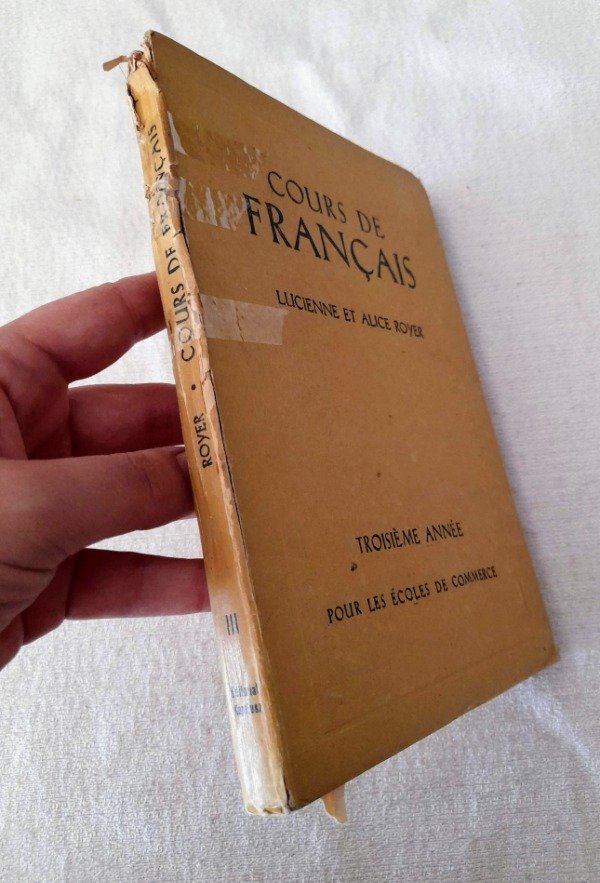 COURS DE
FRANÇAIS
LUCIENNE ET ALICE ROYER
TROISIÈME ANNÉE
POUR LES ÉCOLES DE COMMERCE
ROYER • COURS DE FRANÇAIS
III
Editorial